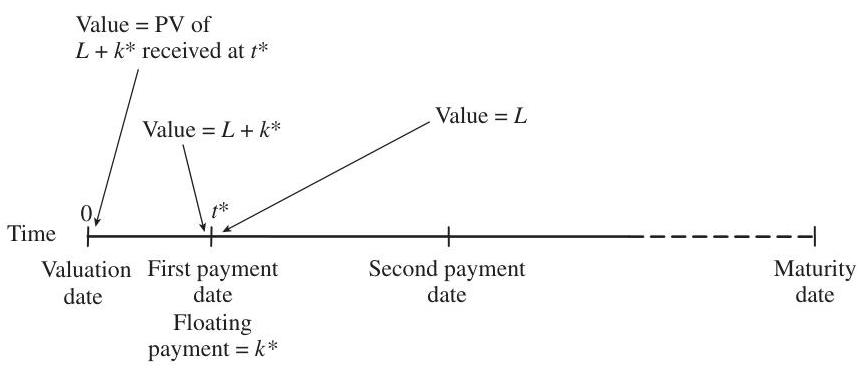 Value = PV of
L + k* received at t*
Value = L + k*
Value = L
0
t*
Time
Valuation date
First payment date
Floating payment = k*
Second payment date
Maturity date